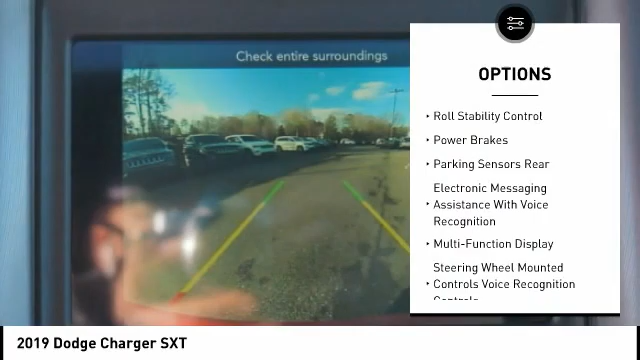 Check entire surroundings
OPTIONS
Roll Stability Control
Power Brakes
Parking Sensors Rear
Electronic Messaging
Assistance With Voice
Recognition
Multi-Function Display
Steering Wheel Mounted
Controls Voice Recognition
Controls
2019 Dodge Charger SXT